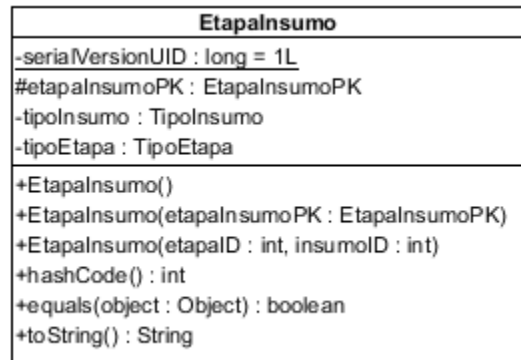 EtapaInsumo
-serialVersionUID : long = 1L
#etapaInsumoPK : EtapaInsumoPK
-tipoInsumo : TipoInsumo
-tipoEtapa : TipoEtapa
+EtapaInsumo()
+EtapaInsumo(etapaInsumoPK : EtapaInsumoPK)
+EtapaInsumo(etapaID : int, insumoID : int)
+hashCode() : int
+equals(object : Object) : boolean
+toString() : String